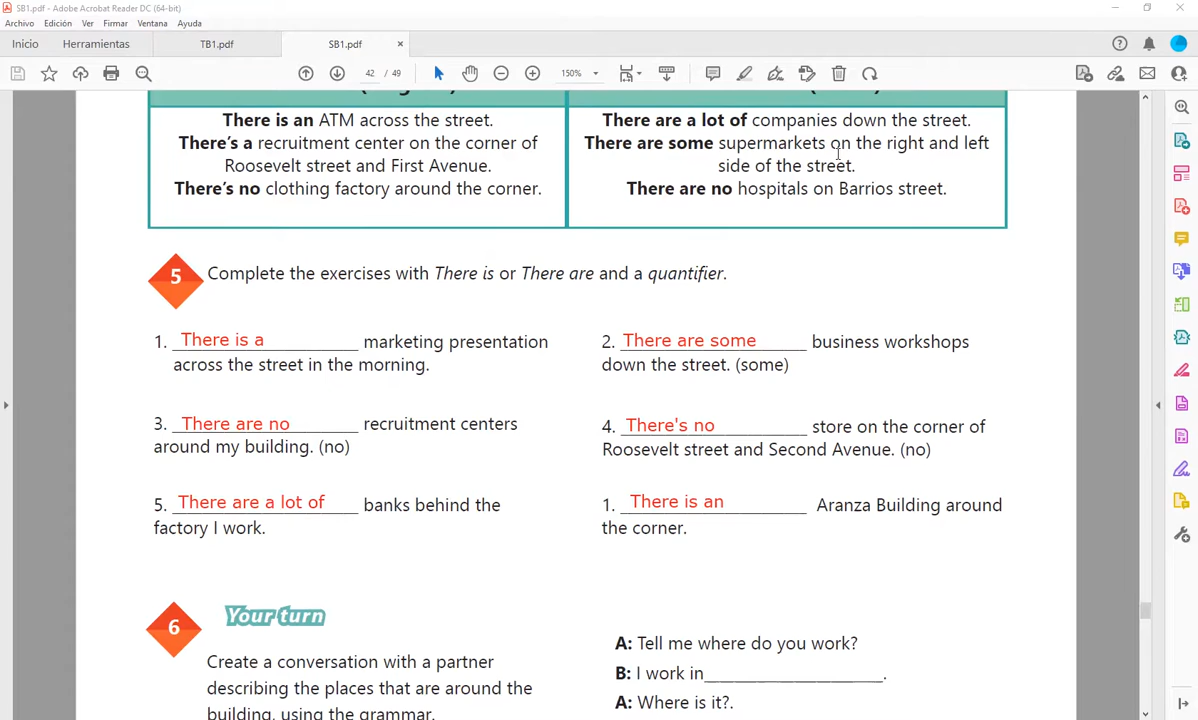 SB1.pdf - Adobe Acrobat Reader DC (64-bit)
Archivo Edición Ver Firmar Ventana Ayuda
Inicio Herramientas TB1.pdf SB1.pdf ×
42 / 49 150%
There is an ATM across the street.
There's a recruitment center on the corner of
Roosevelt street and First Avenue.
There's no clothing factory around the corner.
There are a lot of companies down the street.
There are some supermarkets on the right and left
side of the street.
There are no hospitals on Barrios street.
5 Complete the exercises with There is or There are and a quantifier.
1. There is a marketing presentation
across the street in the morning.
2. There are some business workshops
down the street. (some)
3. There are no recruitment centers
around my building. (no)
4. There's no store on the corner of
Roosevelt street and Second Avenue. (no)
5. There are a lot of banks behind the
factory I work.
1. There is an Aranza Building around
the corner.
6 Your turn
Create a conversation with a partner
describing the places that are around the
building, using the grammar.
A: Tell me where do you work?
B: I work in____________________.
A: Where is it?.